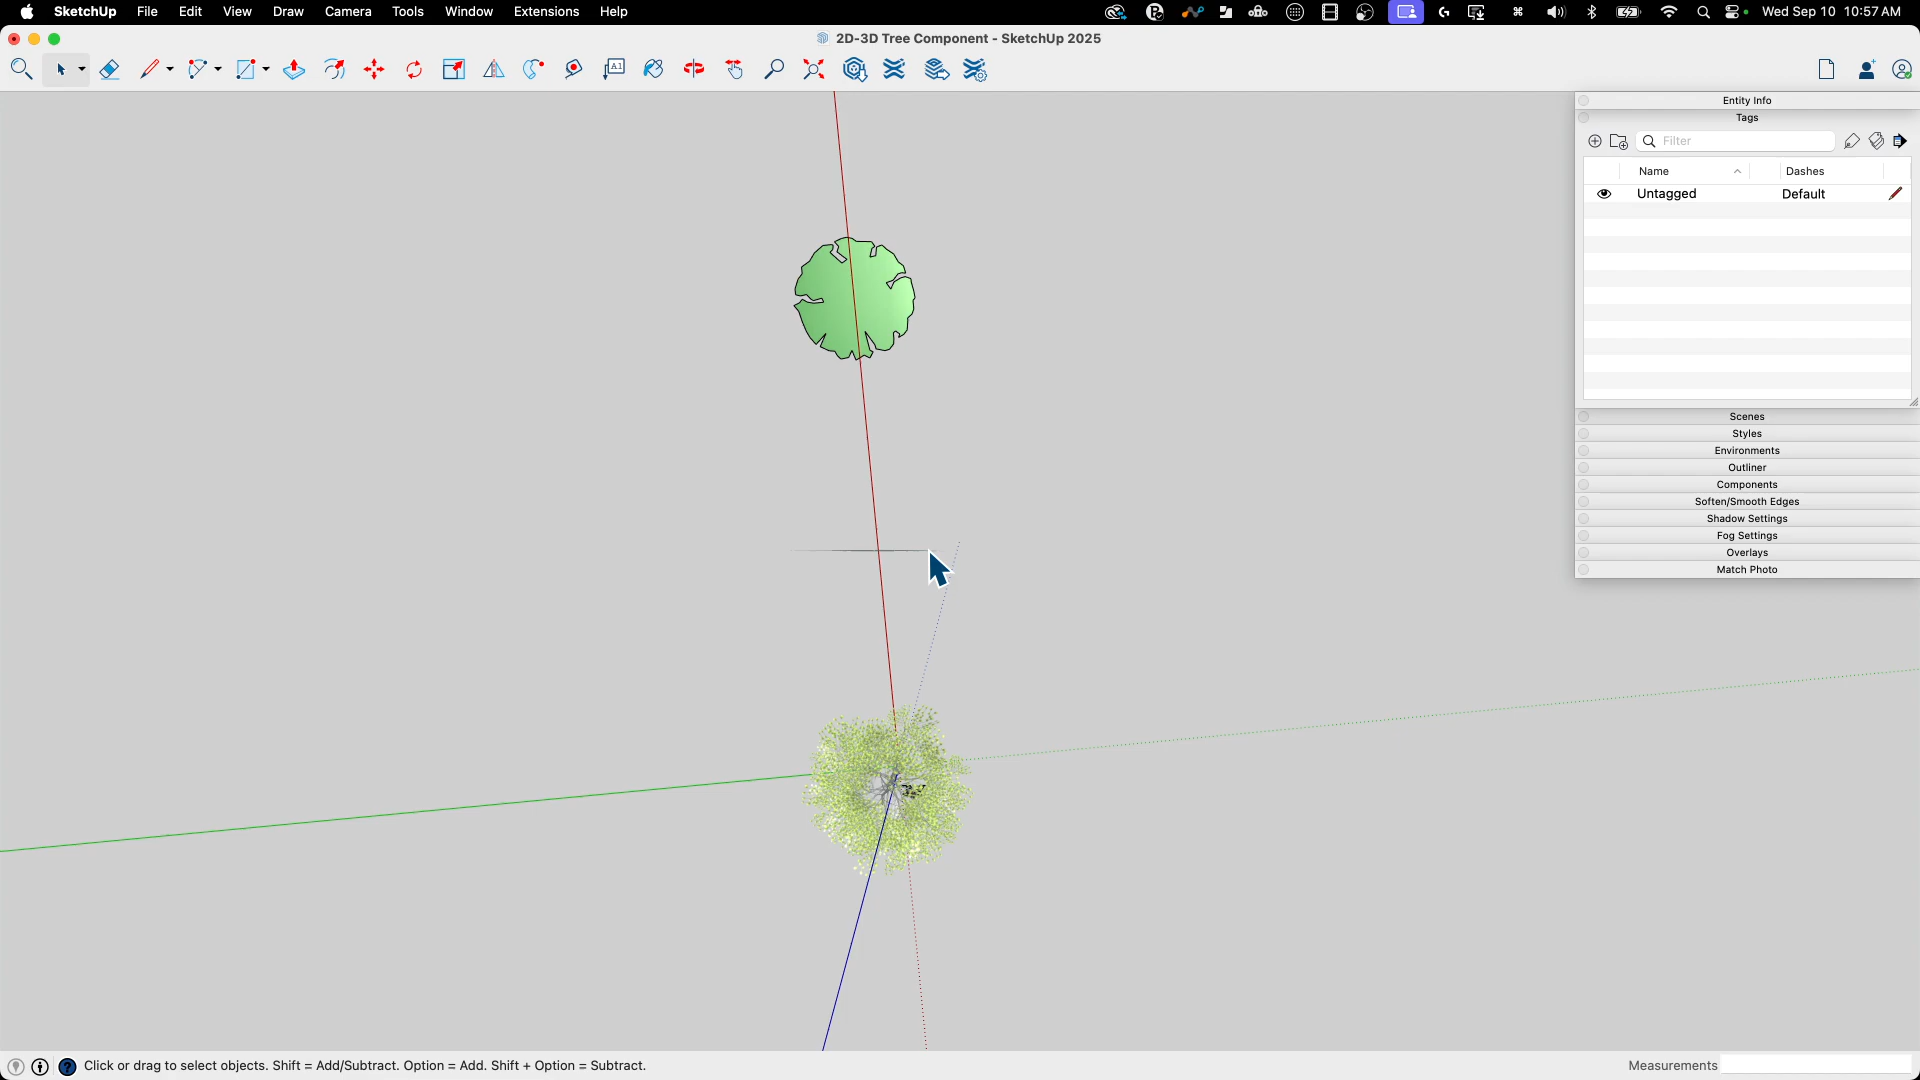 SketchUp File Edit View Draw Camera Tools Window Extensions Help Wed Sep 10 10:57 AM
2D-3D Tree Component - SketchUp 2025
A1
Entity Info
Tags
Filter
Name Dashes
Untagged Default
Scenes
Styles
Environments
Outliner
Components
Soften/Smooth Edges
Shadow Settings
Fog Settings
Overlays
Match Photo
Click or drag to select objects. Shift = Add/Subtract. Option = Add. Shift + Option = Subtract.
Measurements